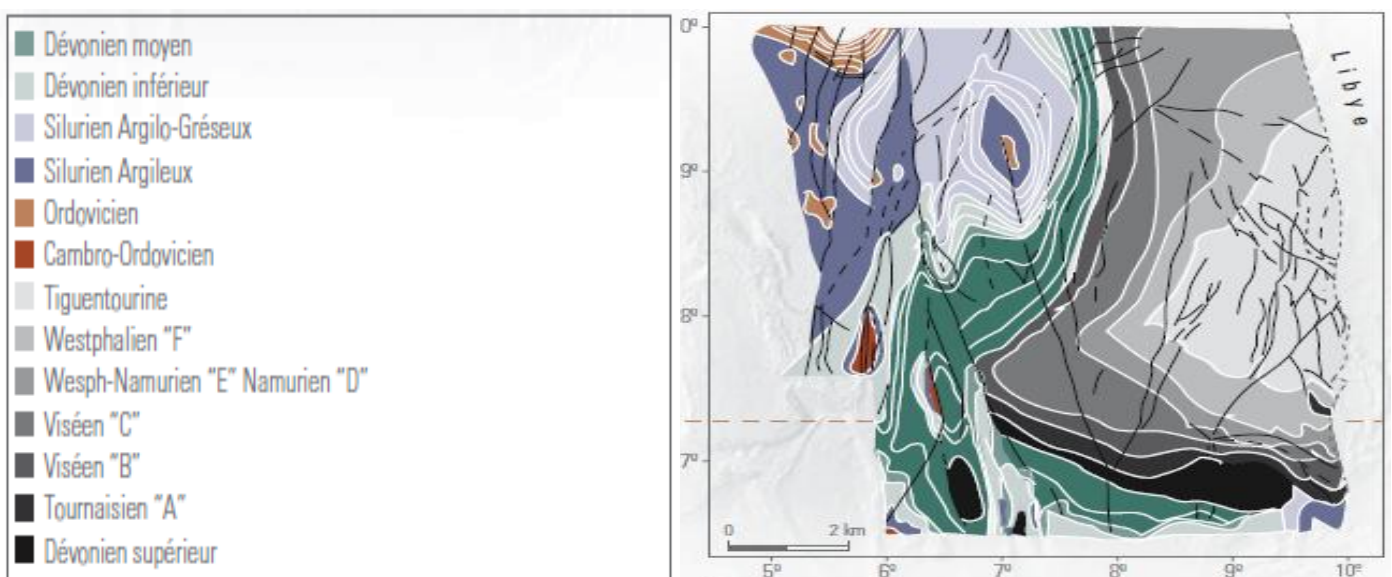 Dévonien moyen
Dévonien inférieur
Silurien Argilo-Gréseux
Silurien Argileux
Ordovicien
Cambro-Ordovicien
Tiguentourine
Westphalien "F"
Wesph-Namurien "E" Namurien "D"
Viséen "C"
Viséen "B"
Tournaisien "A"
Dévonien supérieur
Libye
0°
9°
8°
7°
0 2 km
5° 6° 7° 8° 9° 10°